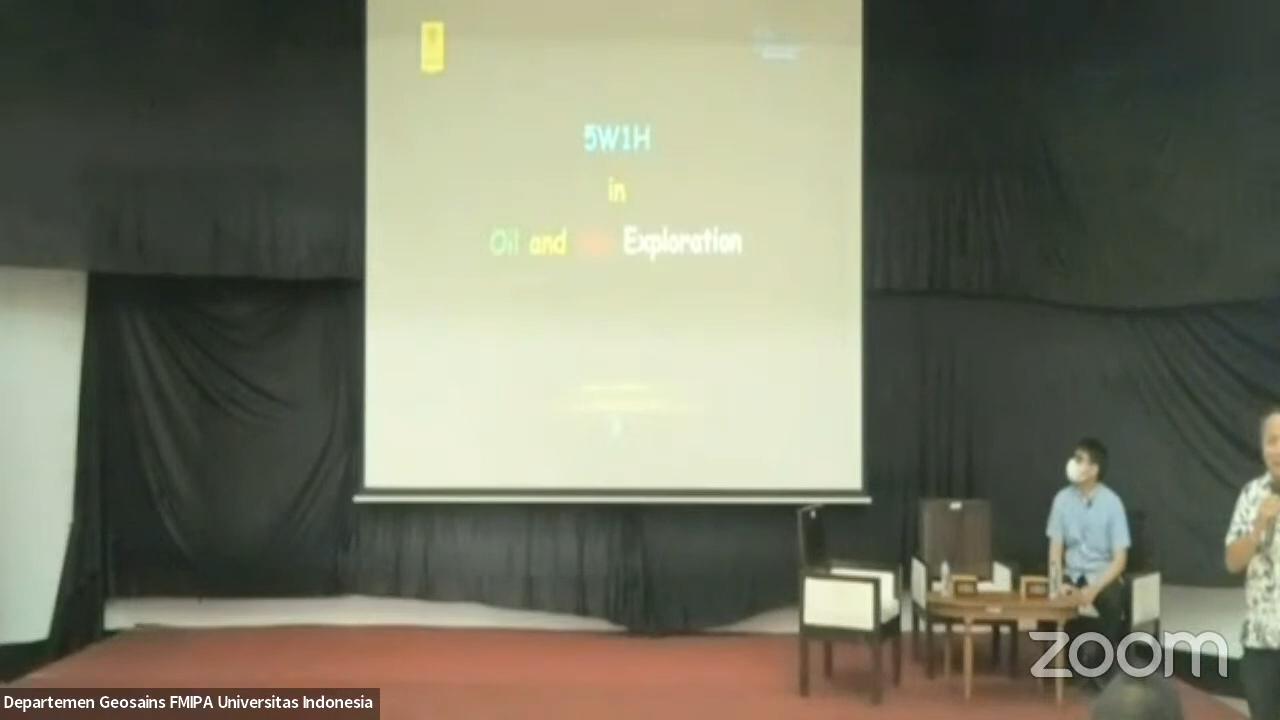 5W1H
in
Oil and Exploration
zoom
Departemen Geosains FMIPA Universitas Indonesia